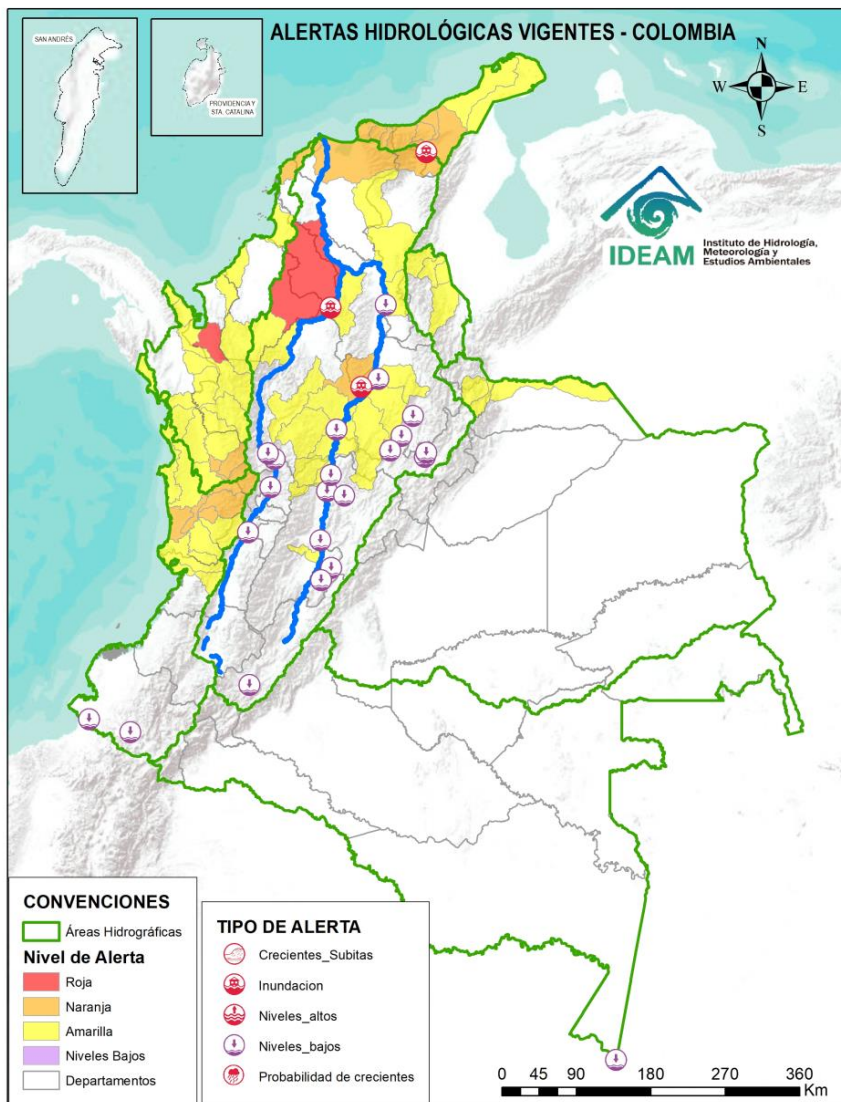 ALERTAS HIDROLÓGICAS VIGENTES - COLOMBIA
SAN ANDRÉS
PROVIDENCIA Y
STA. CATALINA
N
W
E
S
IDEAM
Instituto de Hidrología,
Meteorología y
Estudios Ambientales
CONVENCIONES
Áreas Hidrográficas
Nivel de Alerta
Roja
Naranja
Amarilla
Niveles Bajos
Departamentos
TIPO DE ALERTA
Crecientes_Subitas
Inundacion
Niveles_altos
Niveles_bajos
Probabilidad de crecientes
0 45 90 180 270 360
Km